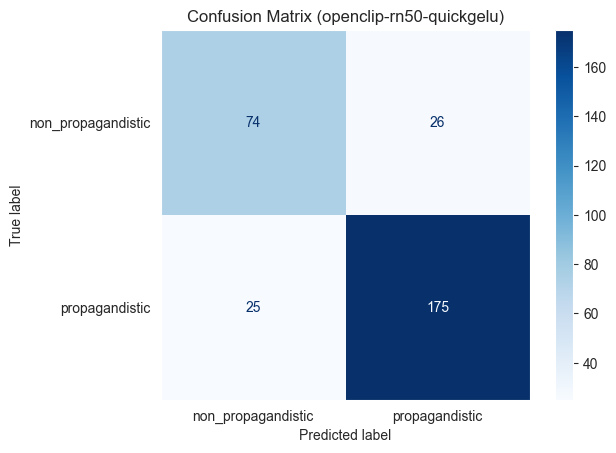 Confusion Matrix (openclip-rn50-quickgelu)
True label
non_propagandistic
74
26
propagandistic
25
175
non_propagandistic
propagandistic
Predicted label
160
140
120
100
80
60
40